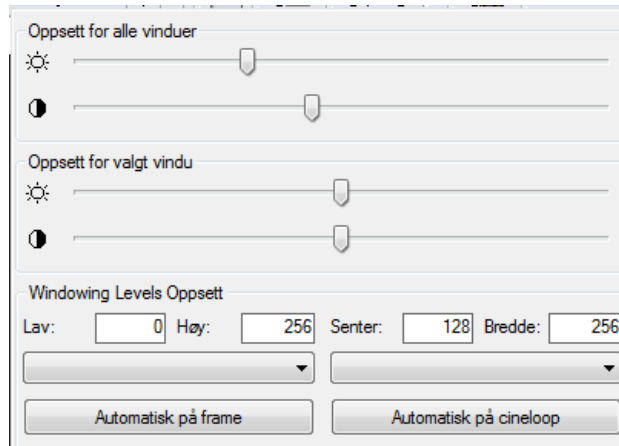 Oppsett for alle vinduer
Oppsett for valgt vindu
Windowing Levels Oppsett
Lav: 0 Høy: 256 Senter: 128 Bredde: 256
Automatisk på frame Automatisk på cineloop